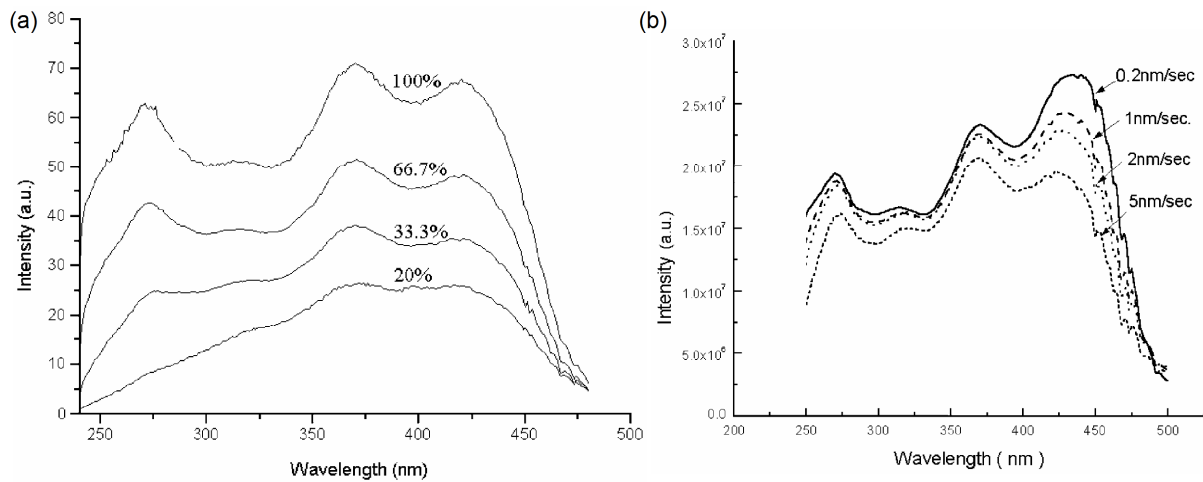 (a)
80
70
60
50
40
30
20
10
0
Intensity (a.u.)
100%
66.7%
33.3%
20%
250 300 350 400 450 500
Wavelength (nm)
(b)
3.0x10⁷
2.5x10⁷
2.0x10⁷
1.5x10⁷
1.0x10⁷
5.0x10⁶
0.0
Intensity (a.u.)
0.2nm/sec
1nm/sec.
2nm/sec
5nm/sec
200 250 300 350 400 450 500
Wavelength ( nm )